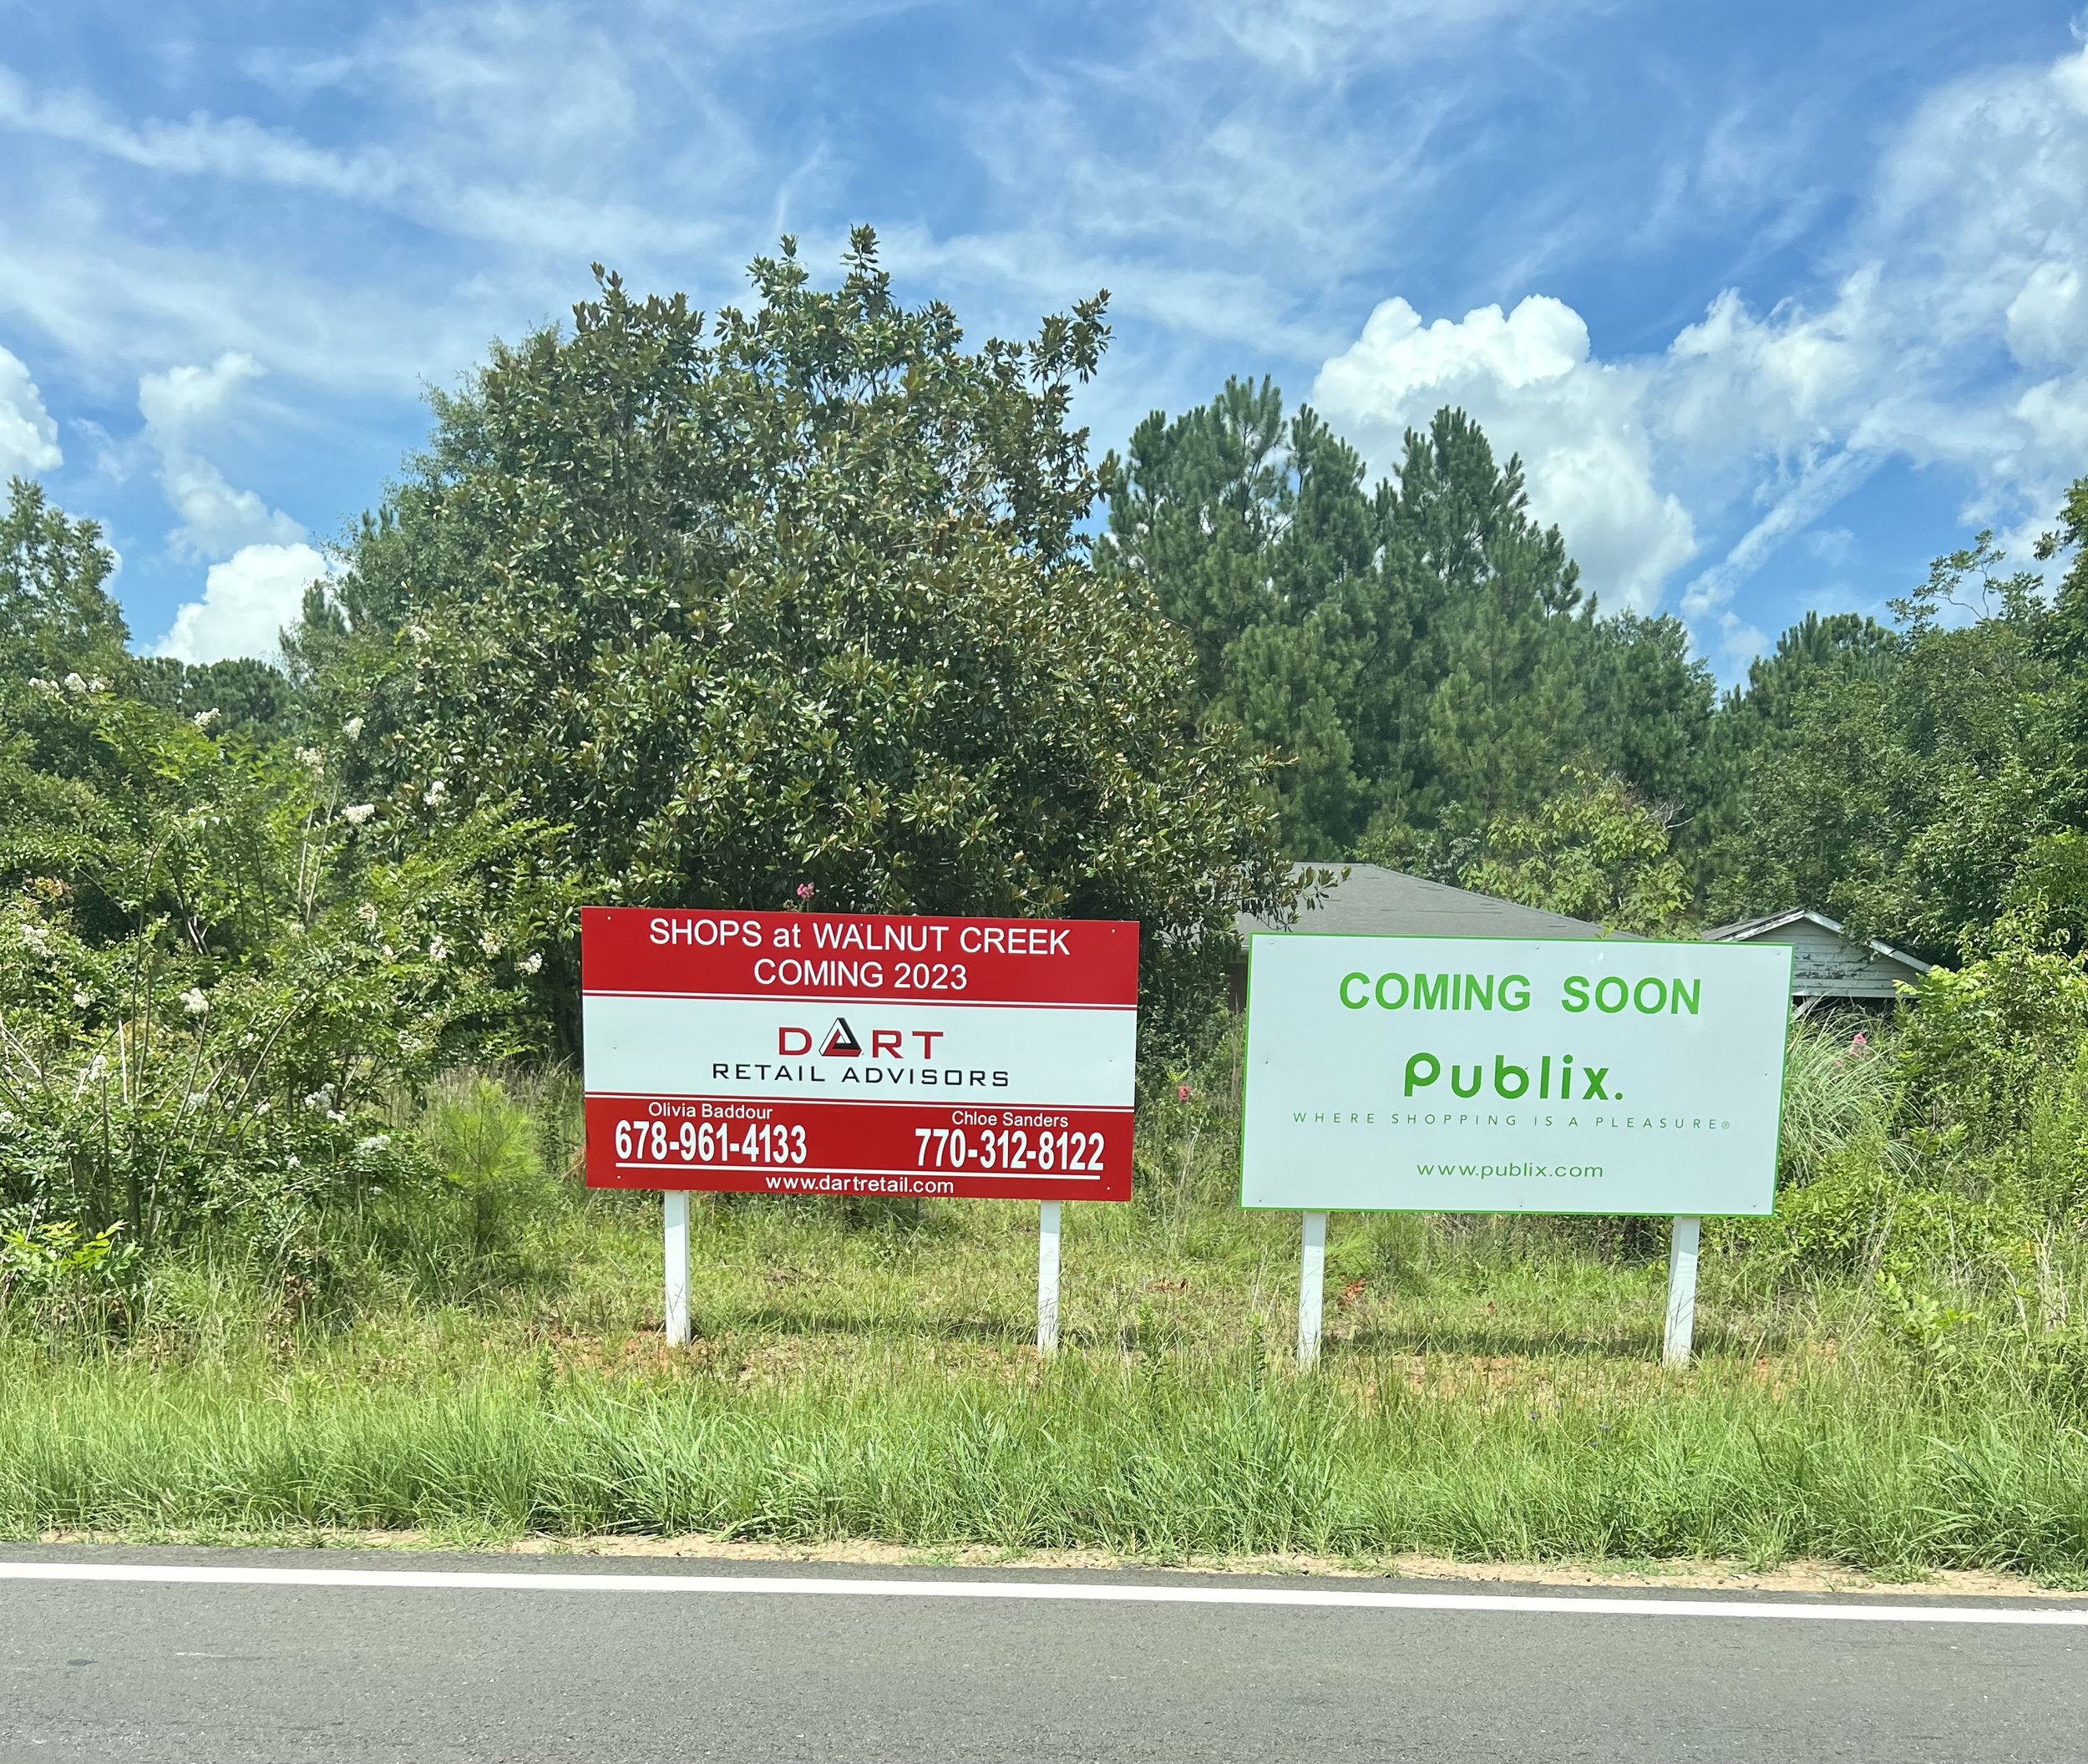 SHOPS at WALNUT CREEK
COMING 2023
DART
RETAIL ADVISORS
Olivia Baddour
678-961-4133
Chloe Sanders
770-312-8122
www.dartretail.com
COMING SOON
Publix.
WHERE SHOPPING IS A PLEASURE®
www.publix.com